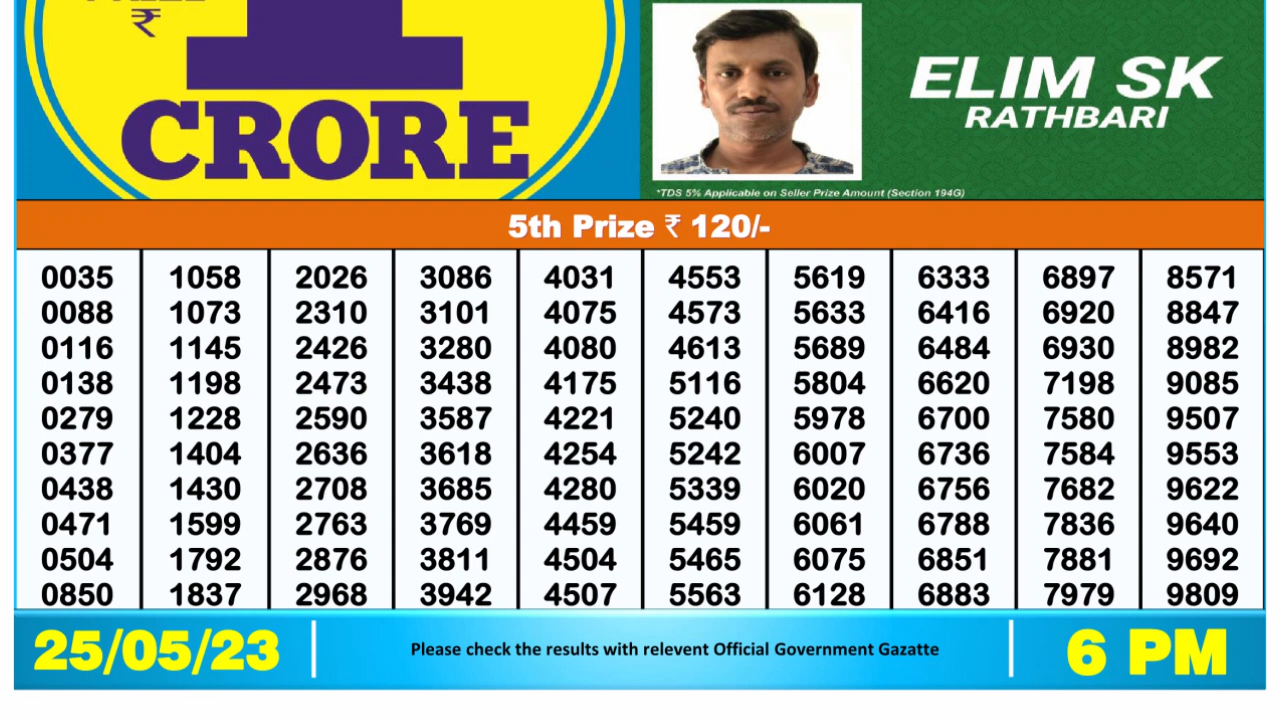 ₹
CRORE
ELIM SK
RATHBARI
*TDS 5% Applicable on Seller Prize Amount (Section 194G)
5th Prize ₹ 120/-
0035 1058 2026 3086 4031 4553 5619 6333 6897 8571
0088 1073 2310 3101 4075 4573 5633 6416 6920 8847
0116 1145 2426 3280 4080 4613 5689 6484 6930 8982
0138 1198 2473 3438 4175 5116 5804 6620 7198 9085
0279 1228 2590 3587 4221 5240 5978 6700 7580 9507
0377 1404 2636 3618 4254 5242 6007 6736 7584 9553
0438 1430 2708 3685 4280 5339 6020 6756 7682 9622
0471 1599 2763 3769 4459 5459 6061 6788 7836 9640
0504 1792 2876 3811 4504 5465 6075 6851 7881 9692
0850 1837 2968 3942 4507 5563 6128 6883 7979 9809
25/05/23 Please check the results with relevent Official Government Gazatte 6 PM